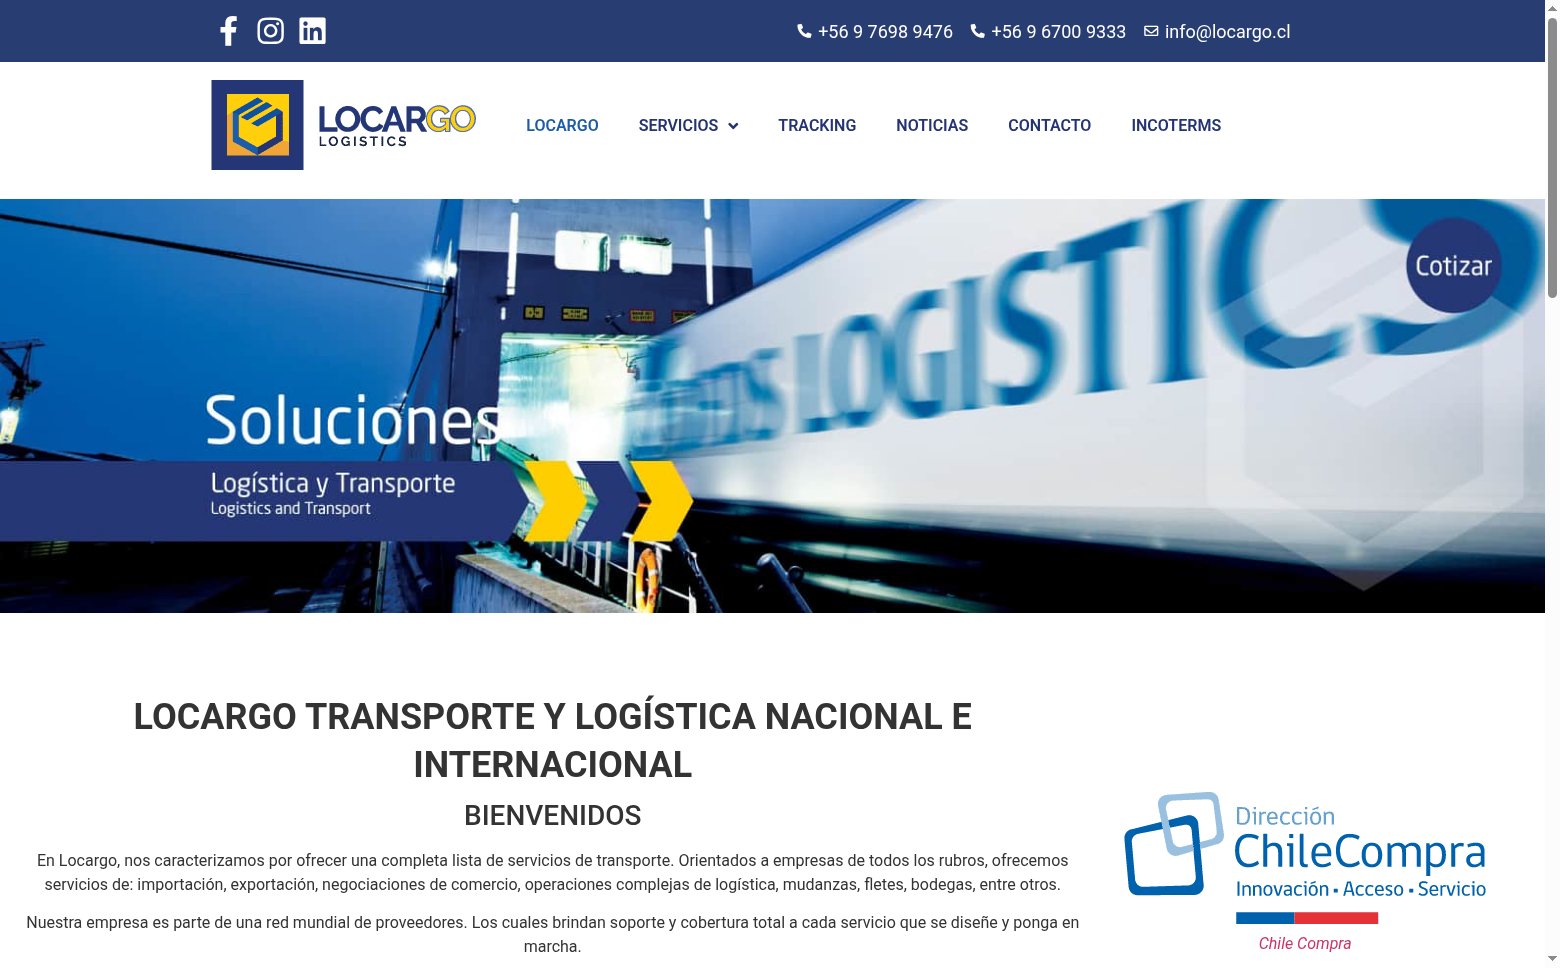 +56 9 7698 9476
+56 9 6700 9333
info@locargo.cl
LOCARGO
LOGISTICS
LOCARGO
SERVICIOS
TRACKING
NOTICIAS
CONTACTO
INCOTERMS
LOGISTICS
Cotizar
Soluciones
Logística y Transporte
Logistics and Transport
LOCARGO TRANSPORTE Y LOGÍSTICA NACIONAL E
INTERNACIONAL
BIENVENIDOS
En Locargo, nos caracterizamos por ofrecer una completa lista de servicios de transporte. Orientados a empresas de todos los rubros, ofrecemos
servicios de: importación, exportación, negociaciones de comercio, operaciones complejas de logística, mudanzas, fletes, bodegas, entre otros.
Nuestra empresa es parte de una red mundial de proveedores. Los cuales brindan soporte y cobertura total a cada servicio que se diseñe y ponga en
marcha.
Dirección
ChileCompra
Innovación • Acceso • Servicio
Chile Compra